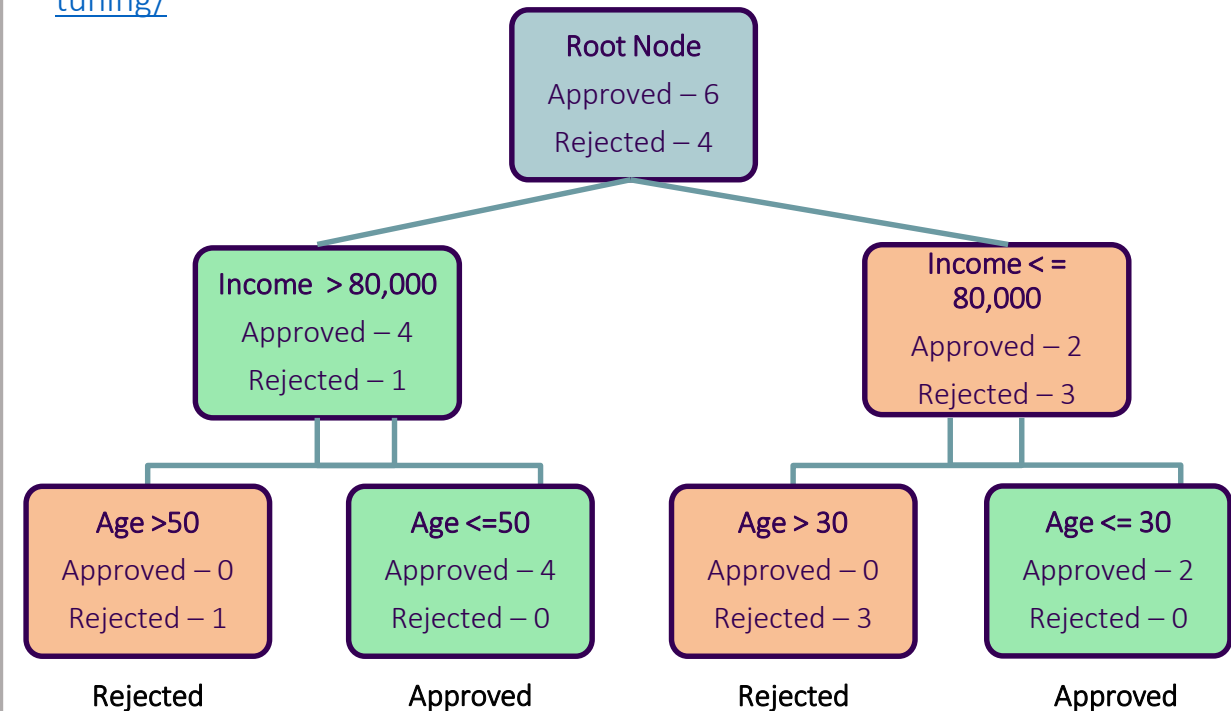 tuning/
Root Node
Approved – 6
Rejected – 4
Income > 80,000
Approved – 4
Rejected – 1
Income < =
80,000
Approved – 2
Rejected – 3
Age >50
Approved – 0
Rejected – 1
Age <=50
Approved – 4
Rejected – 0
Age > 30
Approved – 0
Rejected – 3
Age <= 30
Approved – 2
Rejected – 0
Rejected
Approved
Rejected
Approved